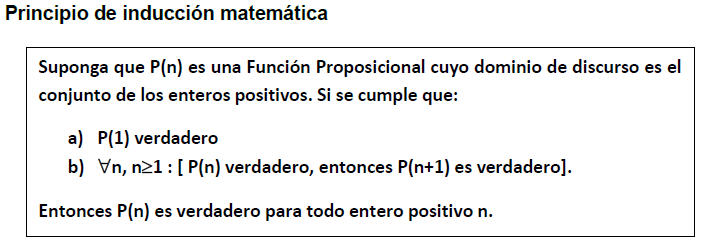 Principio de inducción matemática
Suponga que P(n) es una Función Proposicional cuyo dominio de discurso es el
conjunto de los enteros positivos. Si se cumple que:
a) P(1) verdadero
b) ∀n, n≥1 : [ P(n) verdadero, entonces P(n+1) es verdadero].
Entonces P(n) es verdadero para todo entero positivo n.